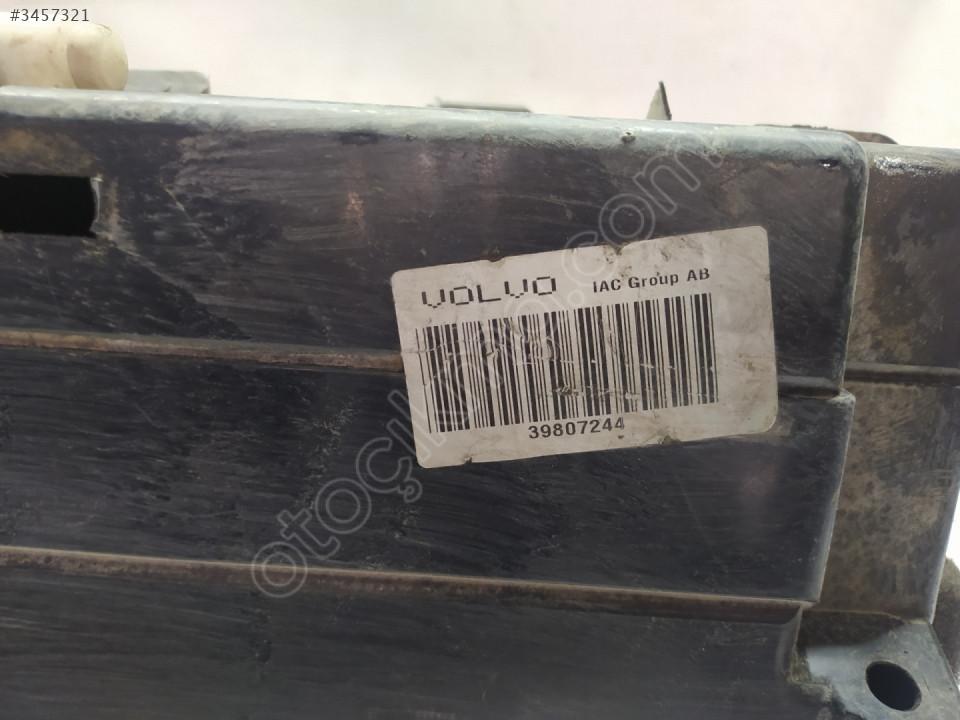 #3457321
VOLVO IAC Group AB
39807244
otoçıkma.com